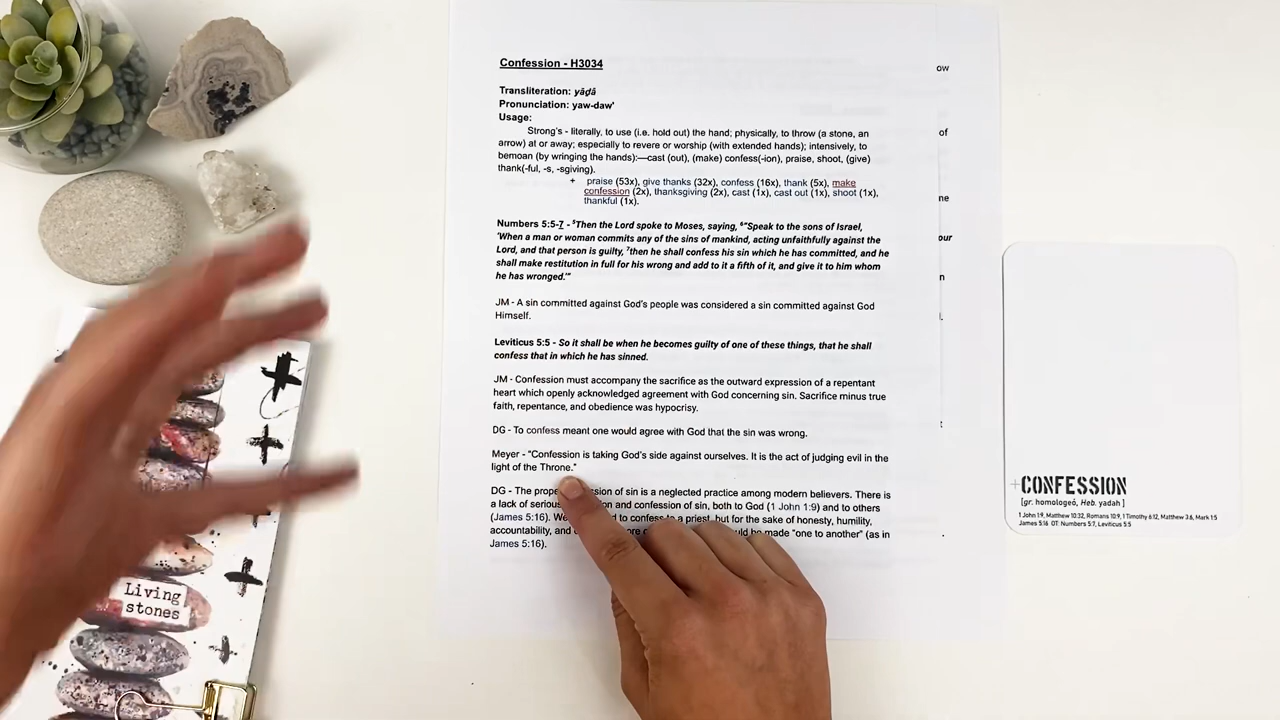 Confession - H3034
Transliteration: yāḏâ
Pronunciation: yaw-daw'
Usage:
Strong's - literally, to use (i.e. hold out) the hand; physically, to throw (a stone, an
arrow) at or away; especially to revere or worship (with extended hands); intensively, to
bemoan (by wringing the hands):—cast (out), (make) confess(-ion), praise, shoot, (give)
thank(-ful, -s, -sgiving).
+ praise (53x), give thanks (32x), confess (16x), thank (5x), make
confession (2x), thanksgiving (2x), cast (1x), cast out (1x), shoot (1x),
thankful (1x).
Numbers 5:5-7 - ⁵Then the Lord spoke to Moses, saying, ⁶"Speak to the sons of Israel,
'When a man or woman commits any of the sins of mankind, acting unfaithfully against the
Lord, and that person is guilty, ⁷then he shall confess his sin which he has committed, and he
shall make restitution in full for his wrong and add to it a fifth of it, and give it to him whom
he has wronged.'"
JM - A sin committed against God's people was considered a sin committed against God
Himself.
Leviticus 5:5 - So it shall be when he becomes guilty of one of these things, that he shall
confess that in which he has sinned.
JM - Confession must accompany the sacrifice as the outward expression of a repentant
heart which openly acknowledged agreement with God concerning sin. Sacrifice minus true
faith, repentance, and obedience was hypocrisy.
DG - To confess meant one would agree with God that the sin was wrong.
Meyer - "Confession is taking God's side against ourselves. It is the act of judging evil in the
light of the Throne."
DG - The prope ssion of sin is a neglected practice among modern believers. There is
a lack of serious on and confession of sin, both to God (1 John 1:9) and to others
(James 5:16). We d to confess to a priest, but for the sake of honesty, humility,
accountability, and ore uld be made "one to another" (as in
James 5:16).
ow
of
me
our
n
t
.
+CONFESSION
[gr. homologeó, Heb. yadah]
1 John 1:9, Matthew 10:32, Romans 10:9, 1 Timothy 6:12, Matthew 3:6, Mark 1:5
James 5:16 OT: Numbers 5:7, Leviticus 5:5
Living
stones